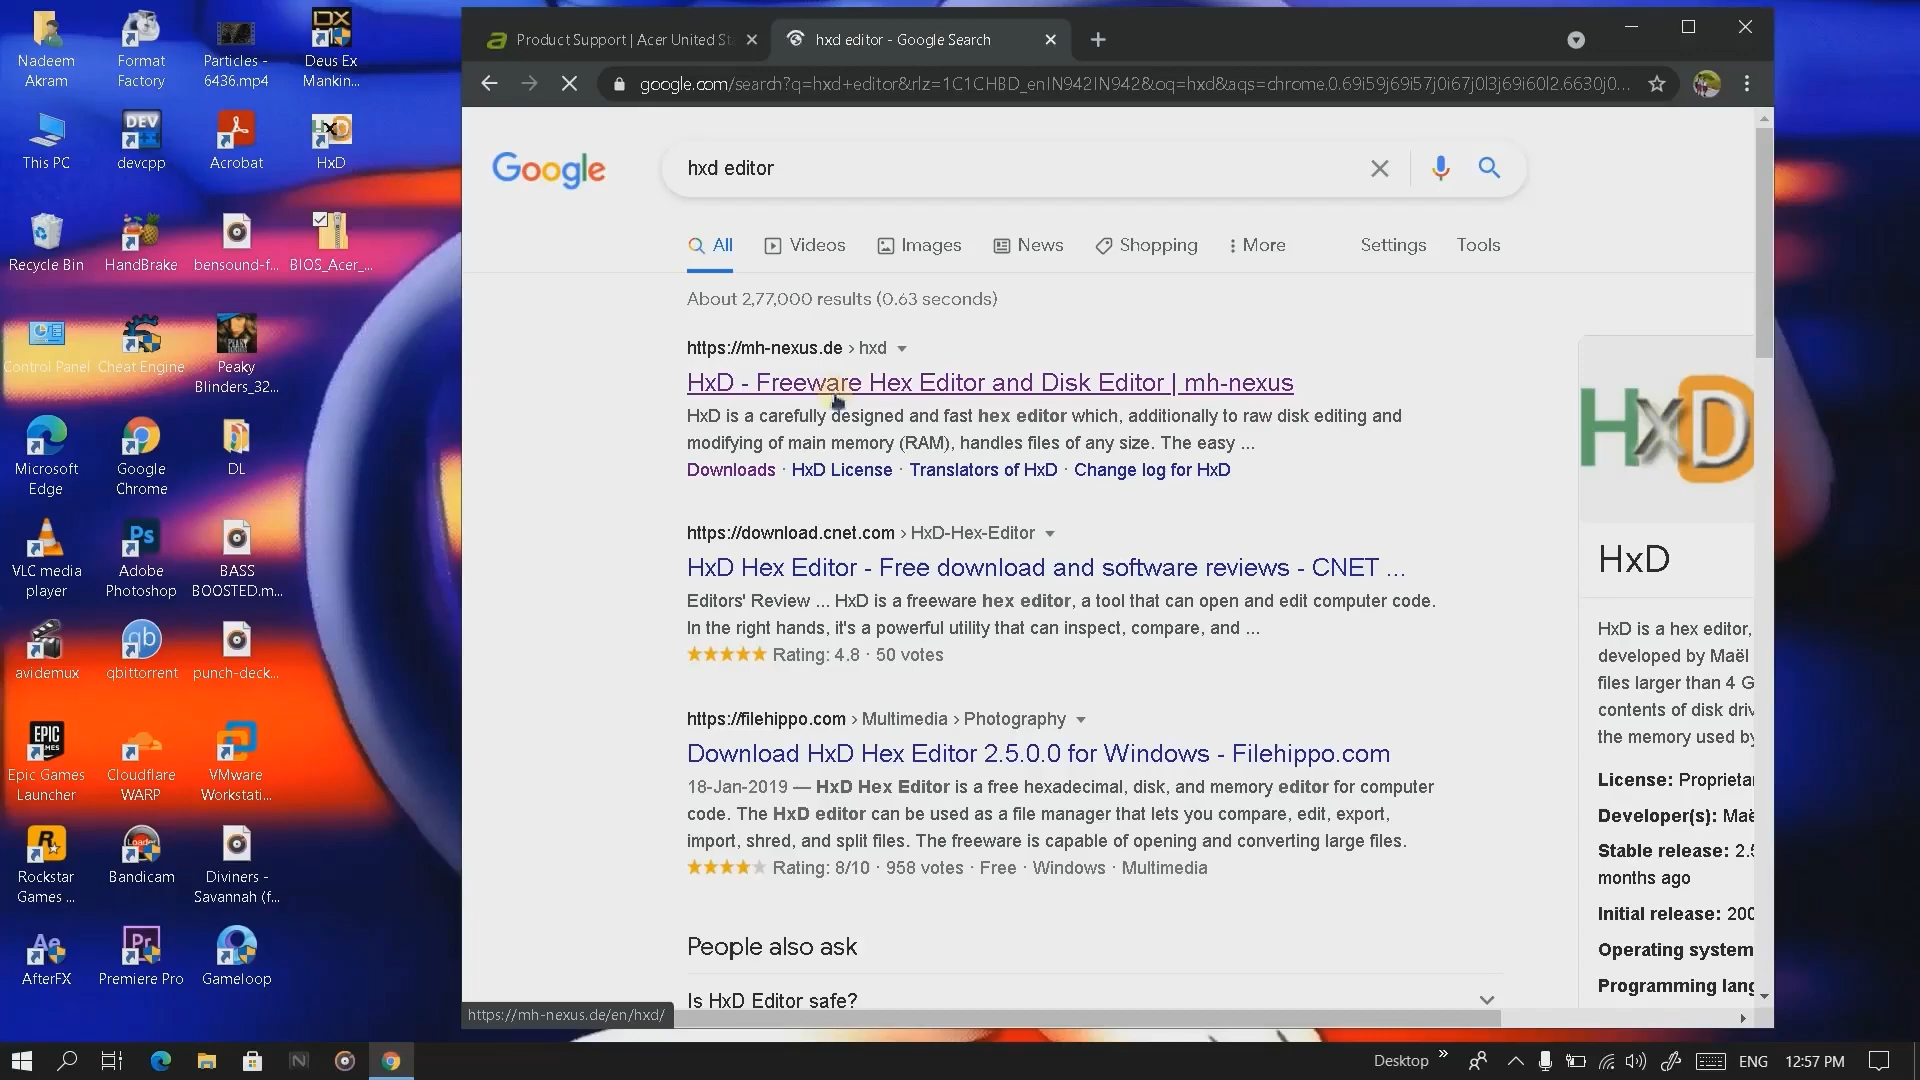 Nadeem
Akram
Format
Factory
Particles -
6436.mp4
Deus Ex
Mankin...
This PC
devcpp
Acrobat
HxD
Recycle Bin
HandBrake
bensound-f...
BIOS_Acer_...
Control Panel
Cheat Engine
Peaky
Blinders_32...
Microsoft
Edge
Google
Chrome
DL
VLC media
player
Adobe
Photoshop
BASS
BOOSTED.m...
avidemux
qbittorrent
punch-deck...
Epic Games
Launcher
Cloudflare
WARP
VMware
Workstati...
Rockstar
Games ...
Bandicam
Diviners -
Savannah (f...
AfterFX
Premiere Pro
Gameloop
Product Support | Acer United St
hxd editor - Google Search
google.com/search?q=hxd+editor&rlz=1C1CHBD_enIN942IN942&oq=hxd&aqs=chrome.0.69i59j69i57j0i67j0l3j69i60l2.6630j0...
Google
hxd editor
All
Videos
Images
News
Shopping
More
Settings
Tools
About 2,77,000 results (0.63 seconds)
https://mh-nexus.de › hxd
HxD - Freeware Hex Editor and Disk Editor | mh-nexus
HxD is a carefully designed and fast hex editor which, additionally to raw disk editing and
modifying of main memory (RAM), handles files of any size. The easy ...
Downloads · HxD License · Translators of HxD · Change log for HxD
https://download.cnet.com › HxD-Hex-Editor
HxD Hex Editor - Free download and software reviews - CNET ...
Editors' Review ... HxD is a freeware hex editor, a tool that can open and edit computer code.
In the right hands, it's a powerful utility that can inspect, compare, and ...
Rating: 4.8 · 50 votes
https://filehippo.com › Multimedia › Photography
Download HxD Hex Editor 2.5.0.0 for Windows - Filehippo.com
18-Jan-2019 — HxD Hex Editor is a free hexadecimal, disk, and memory editor for computer
code. The HxD editor can be used as a file manager that lets you compare, edit, export,
import, shred, and split files. The freeware is capable of opening and converting large files.
Rating: 8/10 · 958 votes · Free · Windows · Multimedia
People also ask
Is HxD Editor safe?
https://mh-nexus.de/en/hxd/
HxD
HxD
HxD is a hex editor,
developed by Maël
files larger than 4 G
contents of disk driv
the memory used by
License: Proprietar
Developer(s): Maë
Stable release: 2.5
months ago
Initial release: 200
Operating system
Programming lang
Desktop
ENG
12:57 PM